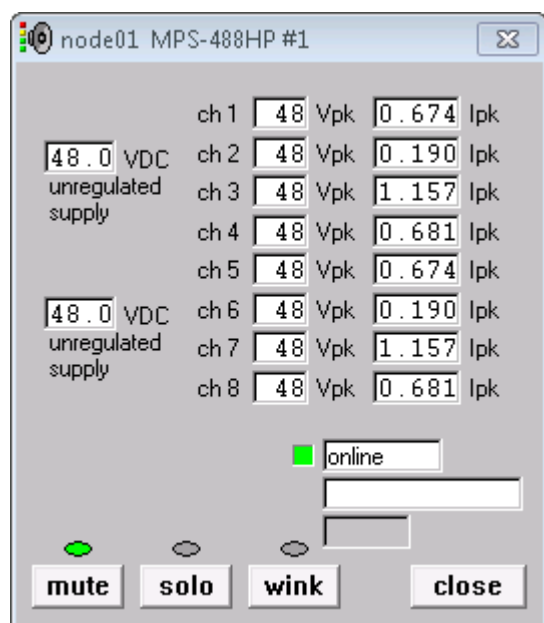 node01 MPS-488HP #1
ch 1 48 Vpk 0.674 Ipk
48.0 VDC
unregulated
supply
ch 2 48 Vpk 0.190 Ipk
ch 3 48 Vpk 1.157 Ipk
ch 4 48 Vpk 0.681 Ipk
ch 5 48 Vpk 0.674 Ipk
48.0 VDC
unregulated
supply
ch 6 48 Vpk 0.190 Ipk
ch 7 48 Vpk 1.157 Ipk
ch 8 48 Vpk 0.681 Ipk
online
mute solo wink close